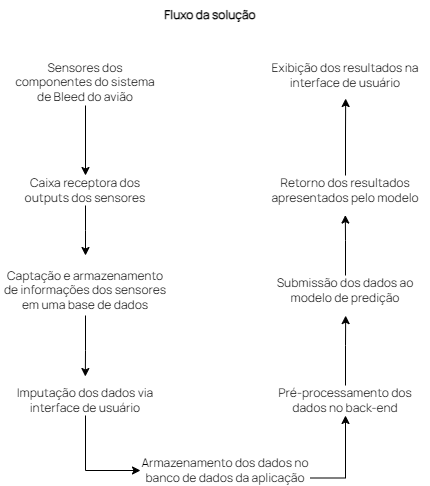 Fluxo da solução
Sensores dos
componentes do sistema
de Bleed do avião
Caixa receptora dos
outputs dos sensores
Captação e armazenamento
de informações dos sensores
em uma base de dados
Imputação dos dados via
interface de usuário
Armazenamento dos dados no
banco de dados da aplicação
Pré-processamento dos
dados no back-end
Submissão dos dados ao
modelo de predição
Retorno dos resultados
apresentados pelo modelo
Exibição dos resultados na
interface de usuário